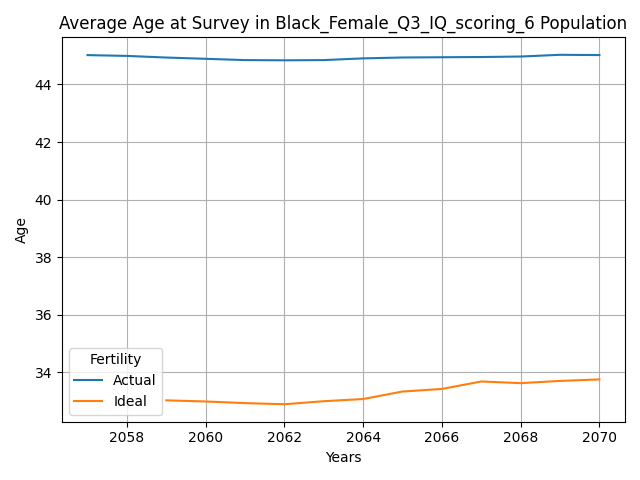 Average Age at Survey in Black_Female_Q3_IQ_scoring_6 Population
44
42
40
38
36
34
Age
Fertility
Actual
Ideal
2058 2060 2062 2064 2066 2068 2070
Years